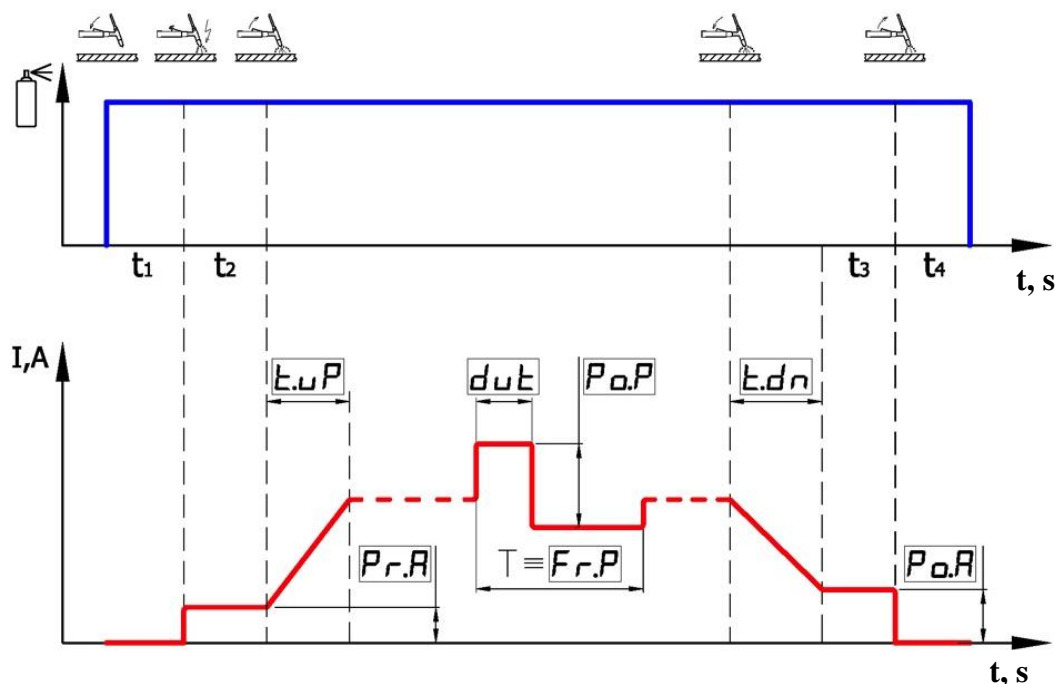 t1
t2
t3
t4
t, s
I,A
t.uP
dut
Po.P
t.dn
Pr.A
T ≡ Fr.P
Po.A
t, s